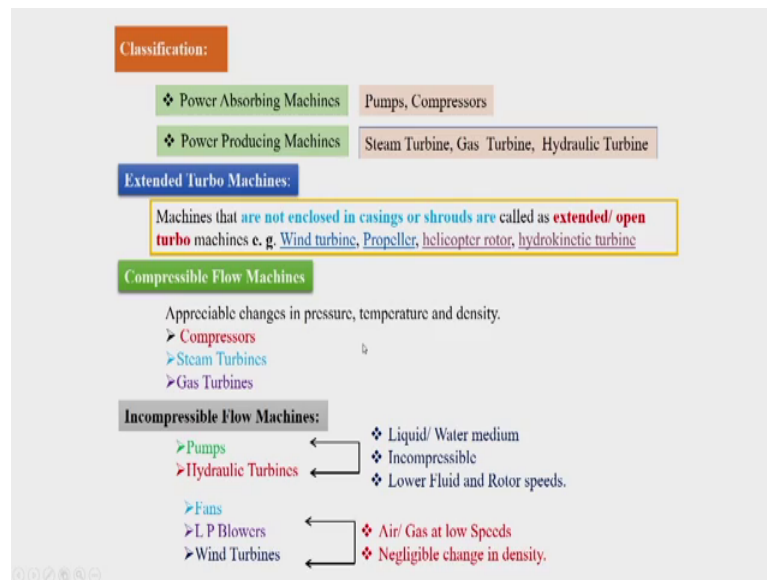 Classification:
❖ Power Absorbing Machines
Pumps, Compressors
❖ Power Producing Machines
Steam Turbine, Gas Turbine, Hydraulic Turbine
Extended Turbo Machines:
Machines that are not enclosed in casings or shrouds are called as extended/ open
turbo machines e. g. Wind turbine, Propeller, helicopter rotor, hydrokinetic turbine
Compressible Flow Machines
Appreciable changes in pressure, temperature and density.
➢ Compressors
➢Steam Turbines
➢Gas Turbines
Incompressible Flow Machines:
➢Pumps
➢Hydraulic Turbines
❖ Liquid/ Water medium
❖ Incompressible
❖ Lower Fluid and Rotor speeds.
➢Fans
➢L P Blowers
➢Wind Turbines
❖ Air/ Gas at low Speeds
❖ Negligible change in density.